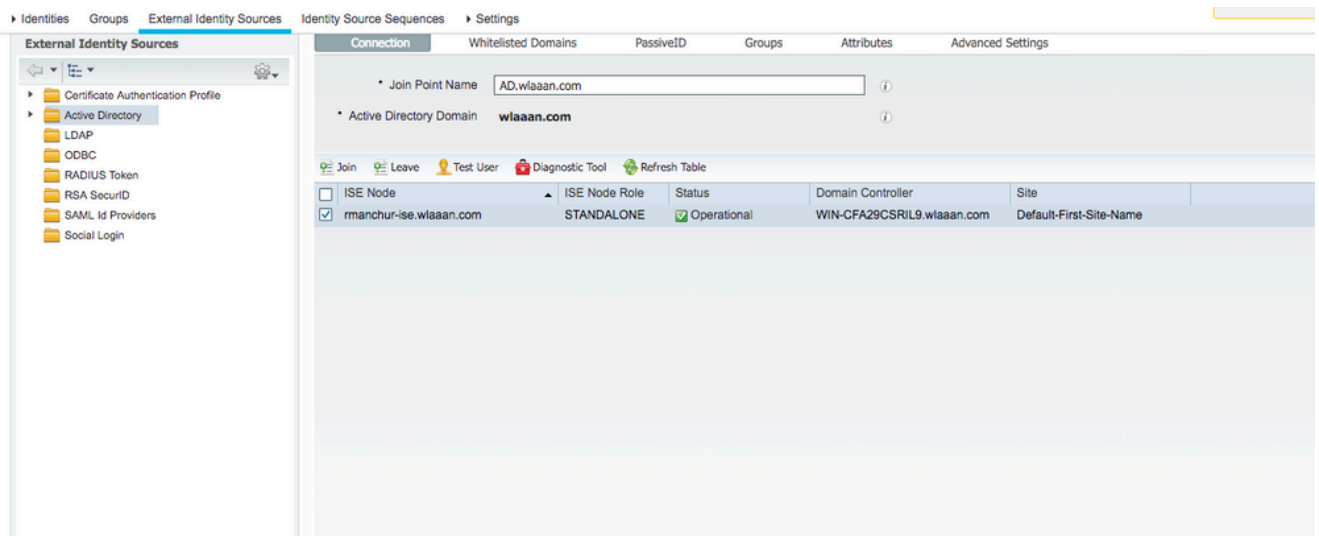 Identities Groups External Identity Sources Identity Source Sequences Settings
External Identity Sources
Certificate Authentication Profile
Active Directory
LDAP
ODBC
RADIUS Token
RSA SecurID
SAML Id Providers
Social Login
Connection Whitelisted Domains PassiveID Groups Attributes Advanced Settings
* Join Point Name AD.wlaaan.com
* Active Directory Domain wlaaan.com
Join Leave Test User Diagnostic Tool Refresh Table
ISE Node ISE Node Role Status Domain Controller Site
rmanchur-ise.wlaaan.com STANDALONE Operational WIN-CFA29CSRIL9.wlaaan.com Default-First-Site-Name